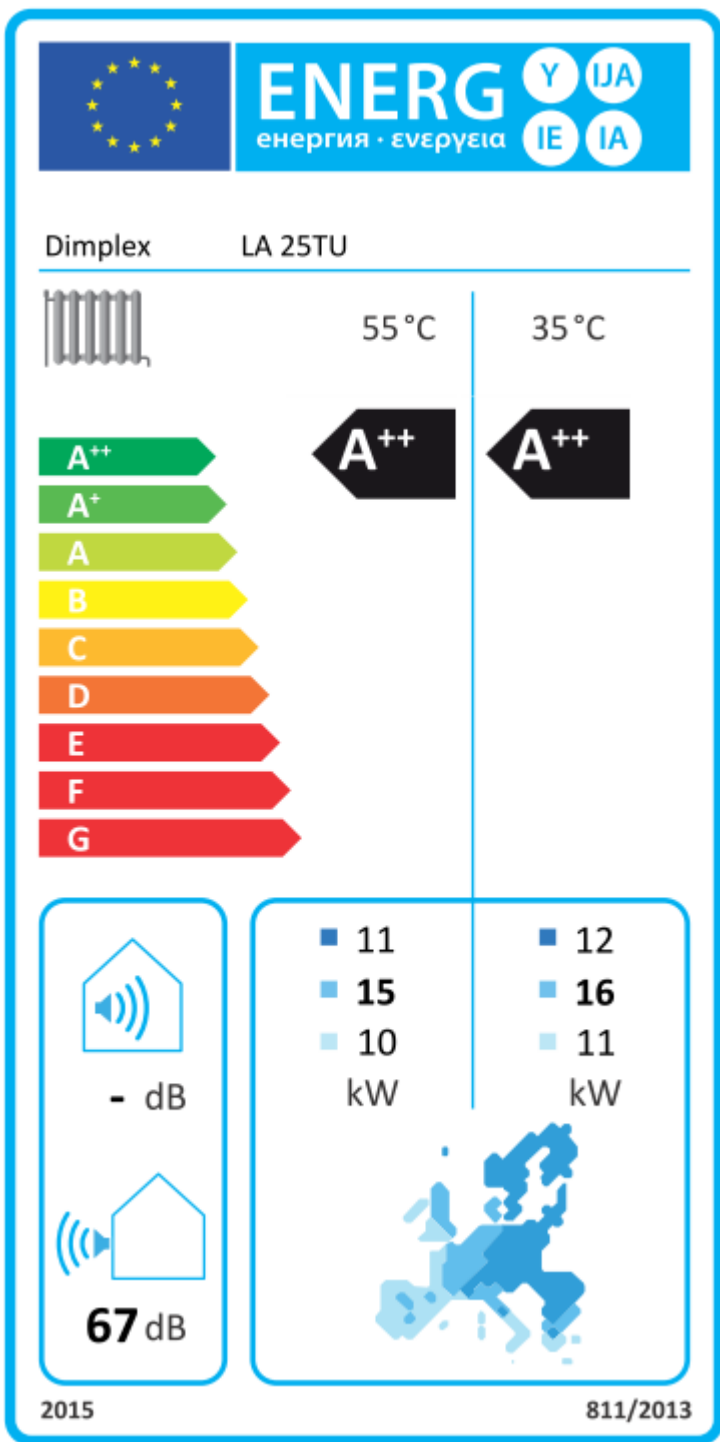 ENERG Y IJA
енергия · ενεργεια IE IA
Dimplex LA 25TU
55 °C 35 °C
A++ A++ A++
A+
A
B
C
D
E
F
G
11 12
15 16
10 11
kW kW
- dB
67 dB
2015 811/2013